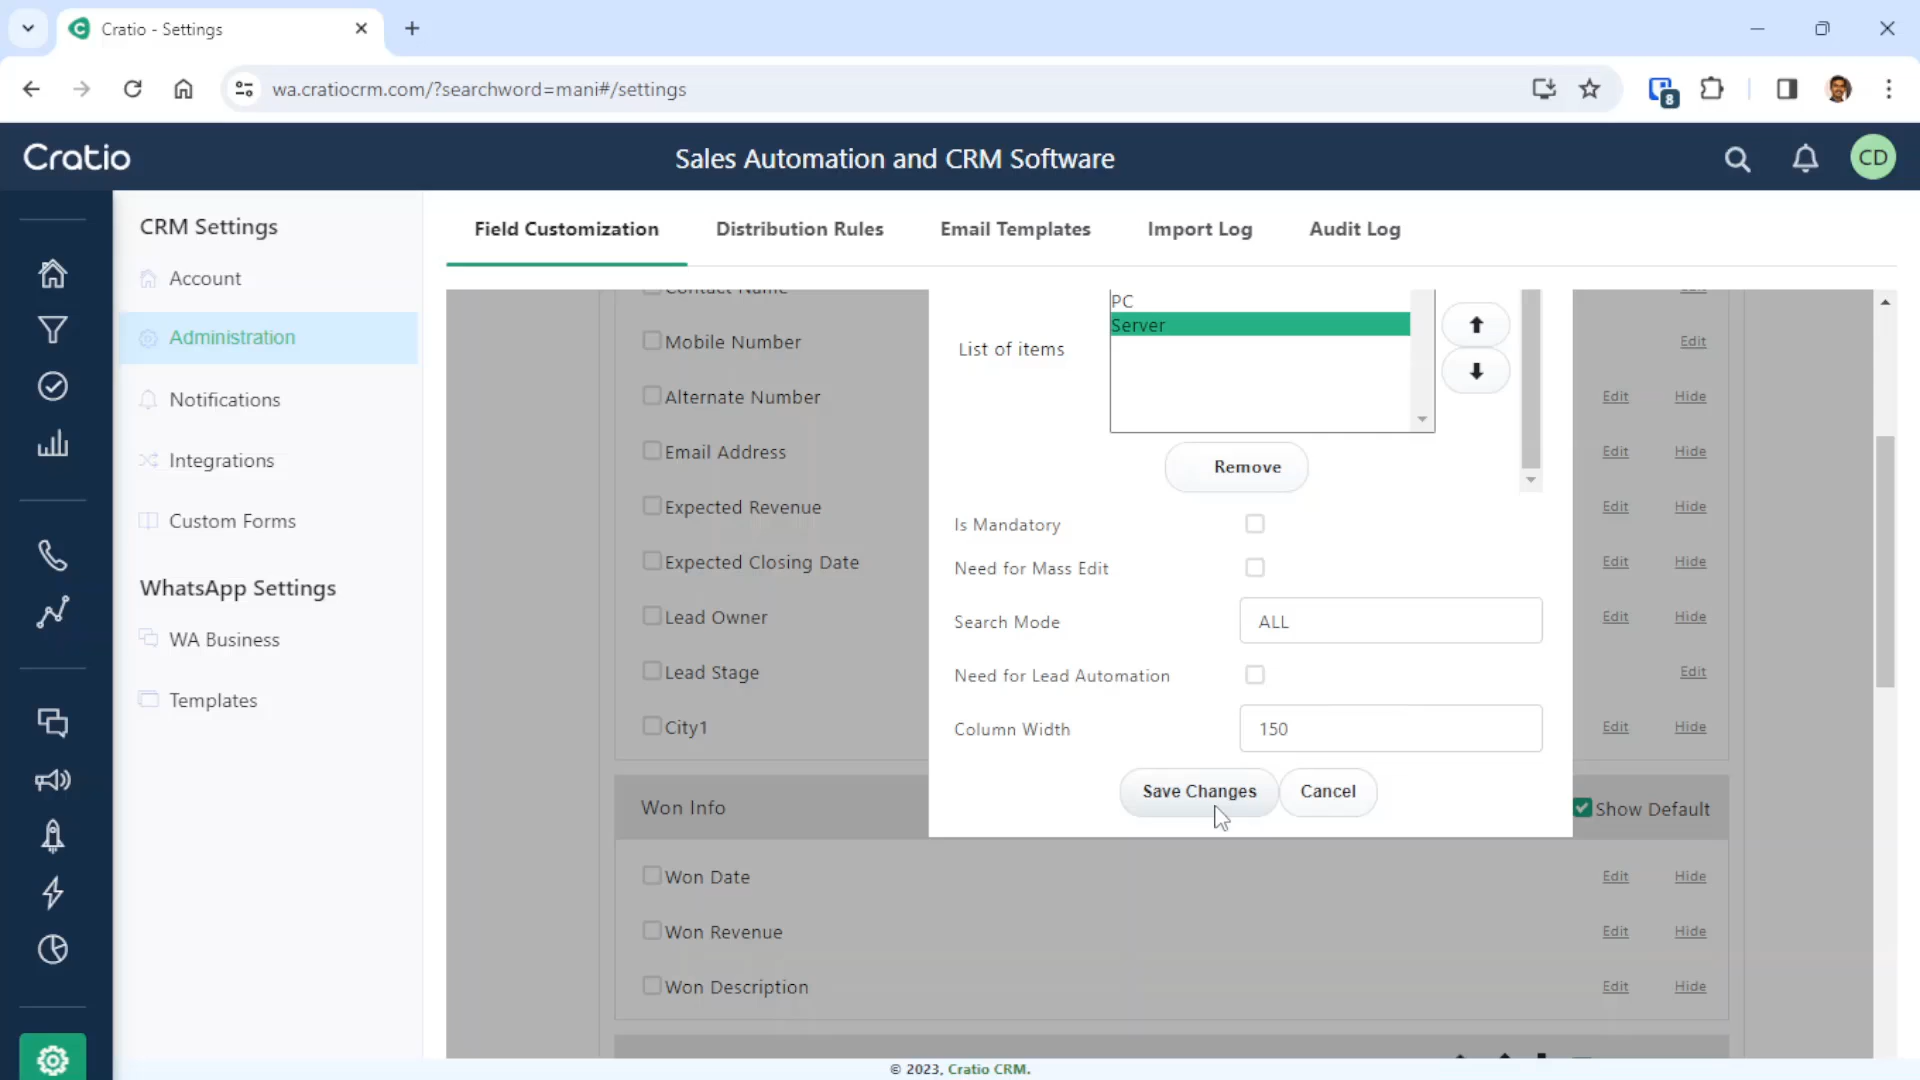 Cratio - Settings
wa.cratiocrm.com/?searchword=mani#/settings
8
Cratio
Sales Automation and CRM Software
CD
CRM Settings
Account
Administration
Notifications
Integrations
Custom Forms
WhatsApp Settings
WA Business
Templates
Field Customization
Distribution Rules
Email Templates
Import Log
Audit Log
Contact Name
Mobile Number
Edit
Alternate Number
Edit Hide
Email Address
Edit Hide
Expected Revenue
Edit Hide
Expected Closing Date
Edit Hide
Lead Owner
Edit Hide
Lead Stage
Edit
City1
Edit Hide
Won Info
Show Default
Won Date
Edit Hide
Won Revenue
Edit Hide
Won Description
Edit Hide
List of items
PC
Server
Remove
Is Mandatory
Need for Mass Edit
Search Mode
ALL
Need for Lead Automation
Column Width
150
Save Changes
Cancel
© 2023, Cratio CRM.